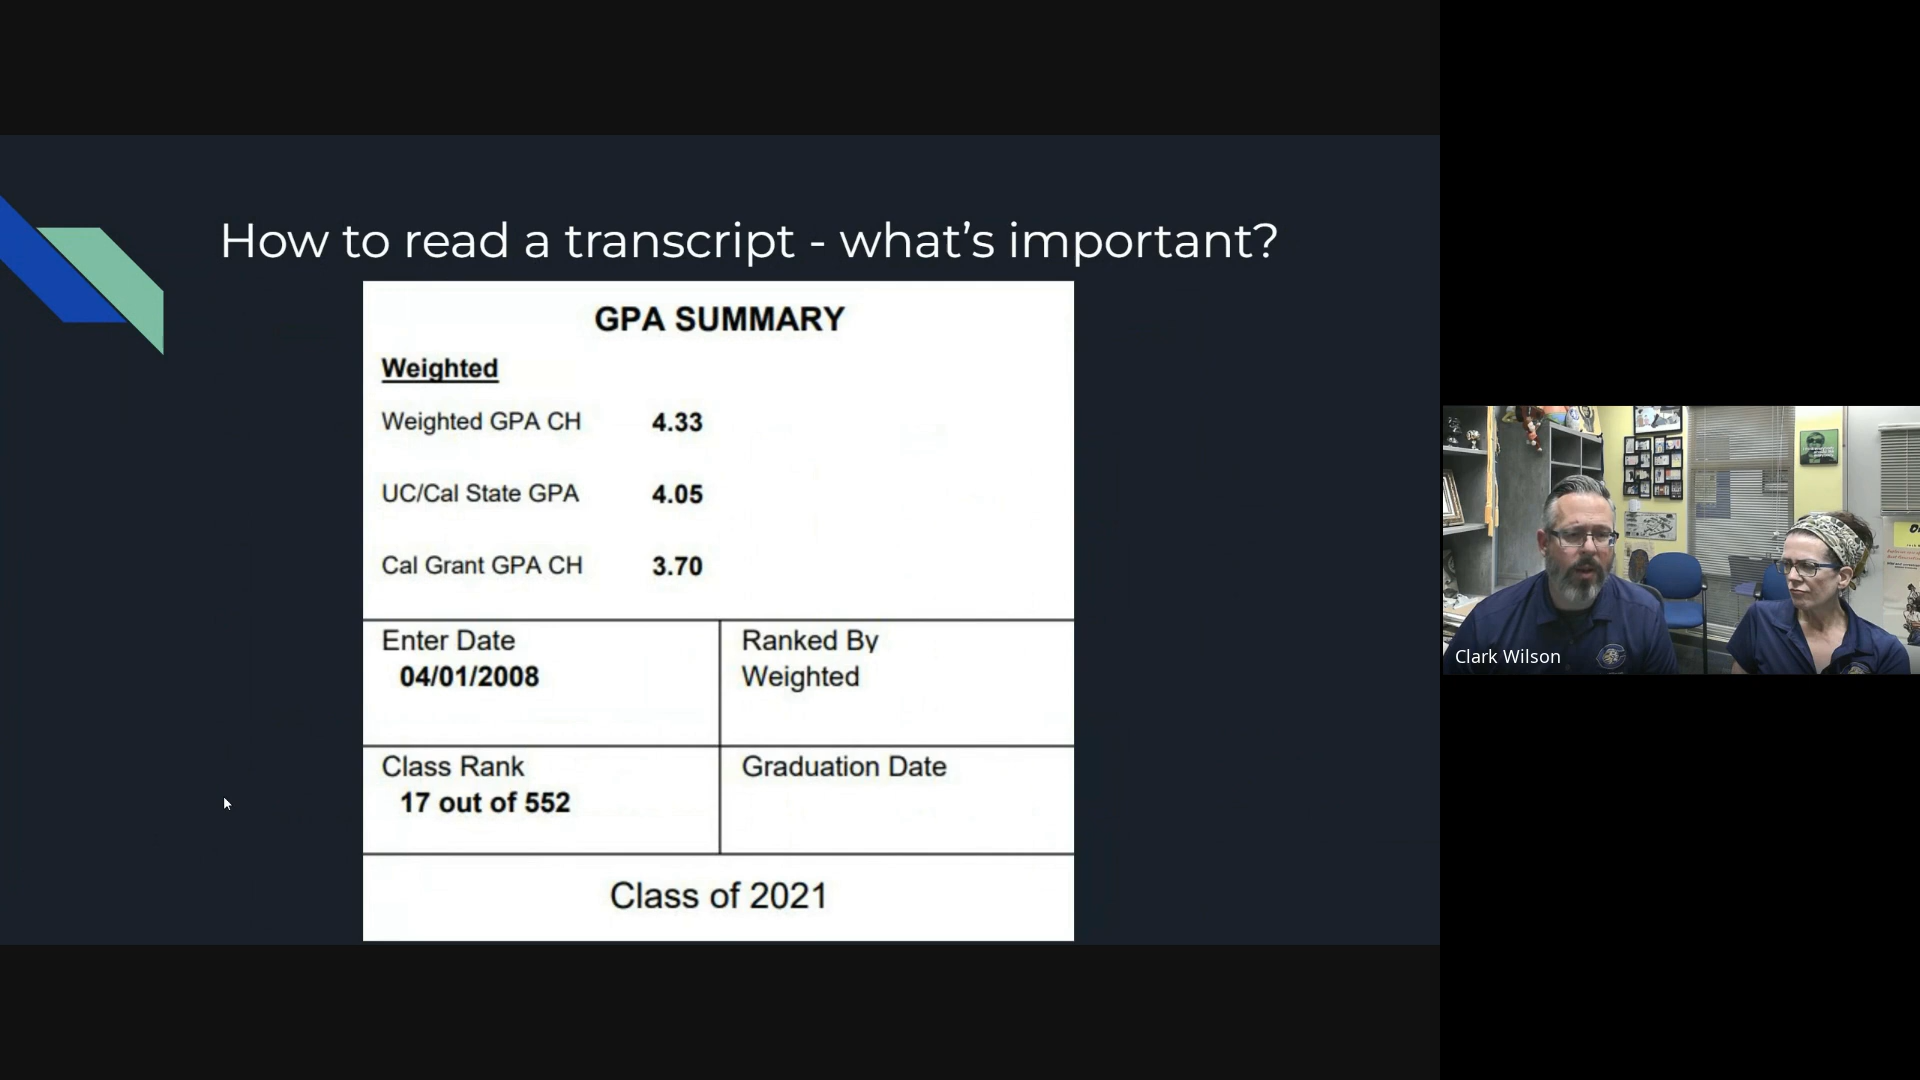 How to read a transcript - what's important?
GPA SUMMARY
Weighted
Weighted GPA CH 4.33
UC/Cal State GPA 4.05
Cal Grant GPA CH 3.70
Enter Date
04/01/2008
Ranked By
Weighted
Class Rank
17 out of 552
Graduation Date
Class of 2021
Clark Wilson